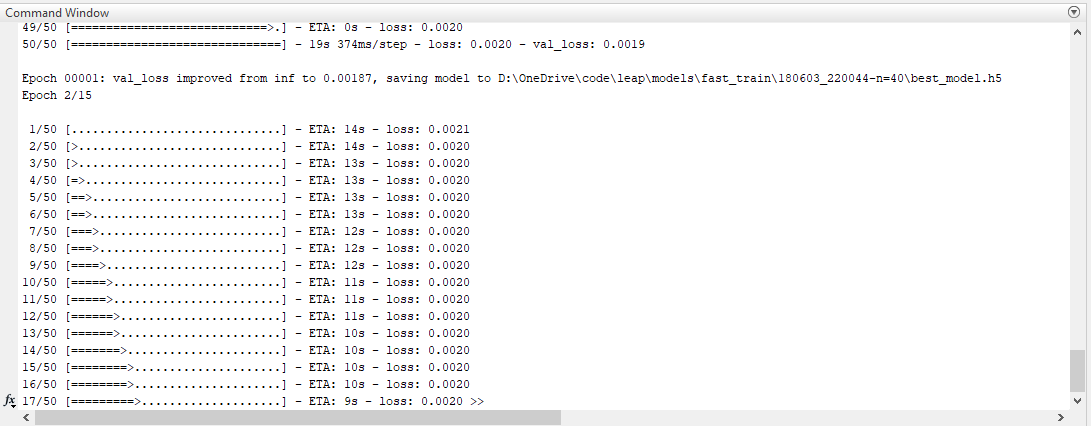 Command Window
49/50 [============================>.] - ETA: 0s - loss: 0.0020
50/50 [==============================] - 19s 374ms/step - loss: 0.0020 - val_loss: 0.0019
Epoch 00001: val_loss improved from inf to 0.00187, saving model to D:\OneDrive\code\leap\models\fast_train\180603_220044-n=40\best_model.h5
Epoch 2/15
1/50 [..............................] - ETA: 14s - loss: 0.0021
2/50 [>.............................] - ETA: 14s - loss: 0.0020
3/50 [>.............................] - ETA: 13s - loss: 0.0020
4/50 [=>............................] - ETA: 13s - loss: 0.0020
5/50 [==>...........................] - ETA: 13s - loss: 0.0020
6/50 [==>...........................] - ETA: 13s - loss: 0.0020
7/50 [===>..........................] - ETA: 12s - loss: 0.0020
8/50 [===>..........................] - ETA: 12s - loss: 0.0020
9/50 [====>.........................] - ETA: 12s - loss: 0.0020
10/50 [=====>........................] - ETA: 11s - loss: 0.0020
11/50 [=====>........................] - ETA: 11s - loss: 0.0020
12/50 [======>.......................] - ETA: 11s - loss: 0.0020
13/50 [======>.......................] - ETA: 10s - loss: 0.0020
14/50 [=======>......................] - ETA: 10s - loss: 0.0020
15/50 [========>.....................] - ETA: 10s - loss: 0.0020
16/50 [========>.....................] - ETA: 10s - loss: 0.0020
fx 17/50 [=========>....................] - ETA: 9s - loss: 0.0020 >>